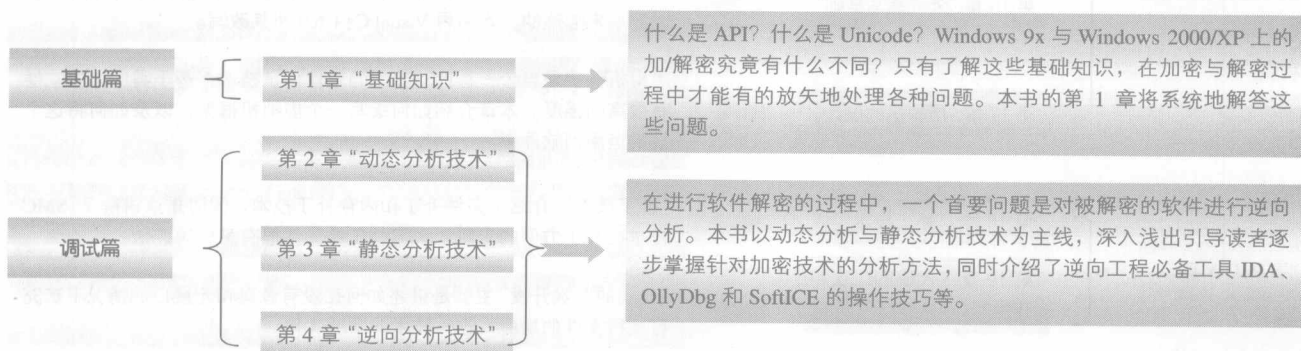 基础篇
第 1 章 “基础知识”
什么是 API？什么是 Unicode？Windows 9x 与 Windows 2000/XP 上的
加/解密究竟有什么不同？只有了解这些基础知识，在加密与解密过
程中才能有的放矢地处理各种问题。本书的第 1 章将系统地解答这
些问题。
调试篇
第 2 章 “动态分析技术”
第 3 章 “静态分析技术”
第 4 章 “逆向分析技术”
在进行软件解密的过程中，一个首要问题是对被解密的软件进行逆向
分析。本书以动态分析与静态分析技术为主线，深入浅出引导读者逐
步掌握针对加密技术的分析方法，同时介绍了逆向工程必备工具 IDA、
OllyDbg 和 SoftICE 的操作技巧等。